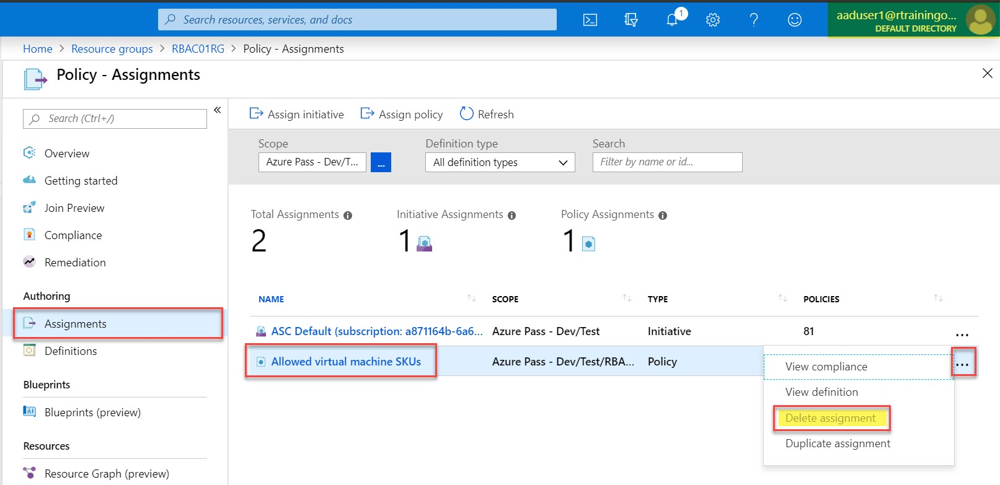 Search resources, services, and docs
1
aaduser1@rtrainingo...
DEFAULT DIRECTORY
Home > Resource groups > RBAC01RG > Policy - Assignments
Policy - Assignments
Search (Ctrl+/)
«
Overview
Getting started
Join Preview
Compliance
Remediation
Authoring
Assignments
Definitions
Blueprints
Blueprints (preview)
Resources
Resource Graph (preview)
Assign initiative Assign policy Refresh
Scope Definition type Search
Azure Pass - Dev/T... ... All definition types Filter by name or id...
Total Assignments Initiative Assignments Policy Assignments
2 1 1
NAME SCOPE TYPE POLICIES
ASC Default (subscription: a871164b-6a6... Azure Pass - Dev/Test Initiative 81 ...
Allowed virtual machine SKUs Azure Pass - Dev/Test/RBA... Policy ...
View compliance
View definition
Delete assignment
Duplicate assignment